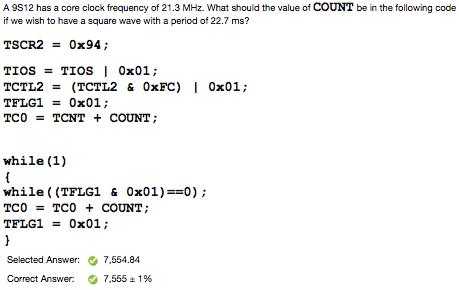 A 9S12 has a core clock frequency of 21.3 MHz. What should the value of COUNT be in the following code
if we wish to have a square wave with a period of 22.7 ms?
TSCR2 = 0x94;
TIOS = TIOS | 0x01;
TCTL2 = (TCTL2 & 0xFC) | 0x01;
TFLG1 = 0x01;
TC0 = TCNT + COUNT;
while(1)
{
while((TFLG1 & 0x01)==0);
TC0 = TC0 + COUNT;
TFLG1 = 0x01;
}
Selected Answer: 7,554.84
Correct Answer: 7,555 ± 1%